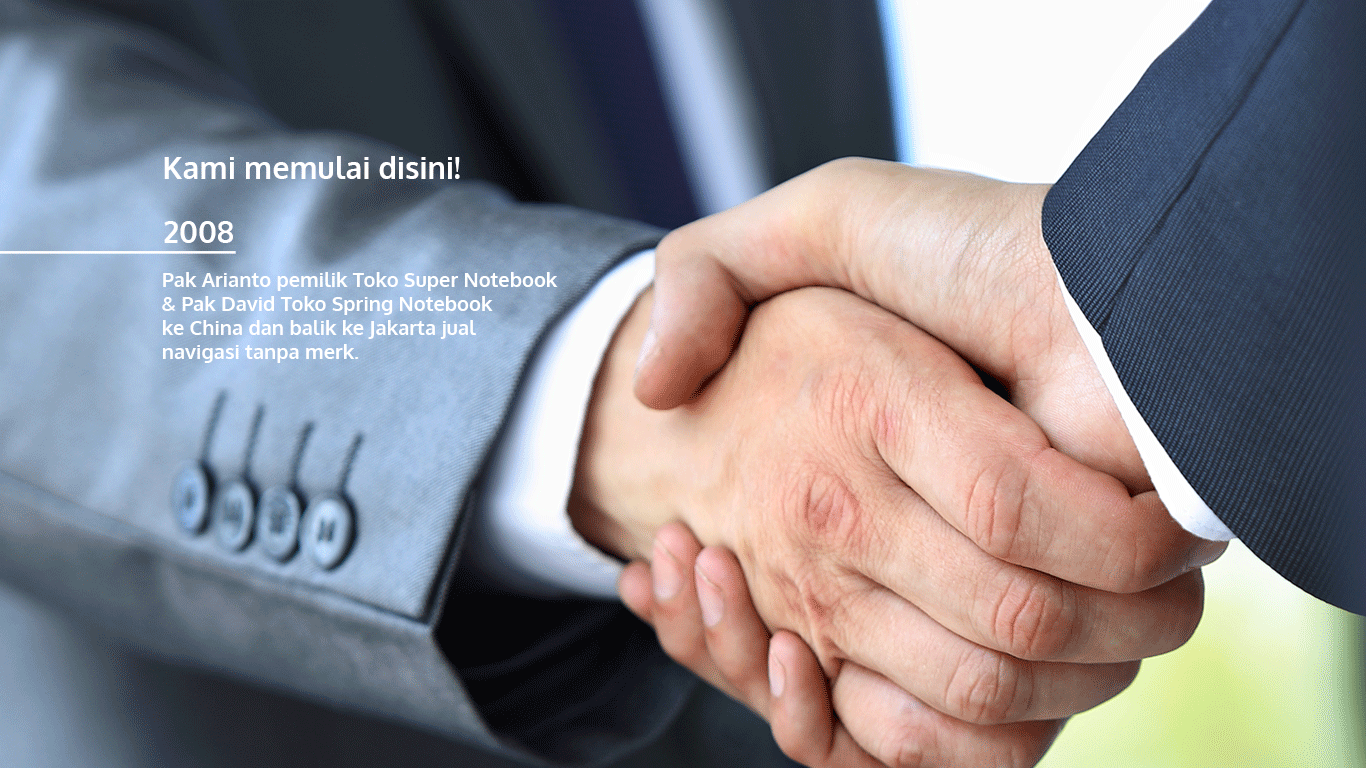 Kami memulai disini!
2008
Pak Arianto pemilik Toko Super Notebook
& Pak David Toko Spring Notebook
ke China dan balik ke Jakarta jual
navigasi tanpa merk.